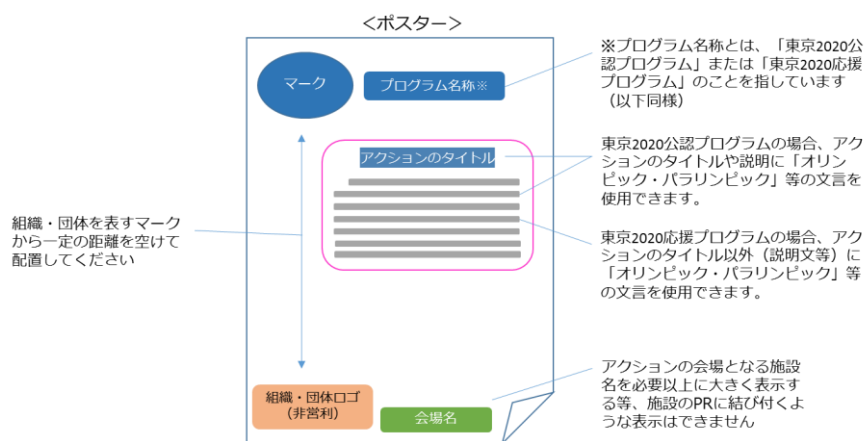 <ポスター>
マーク
プログラム名称※
※プログラム名称とは、「東京2020公
認プログラム」または「東京2020応援
プログラム」のことを指しています
（以下同様）
アクションのタイトル
東京2020公認プログラムの場合、アク
ションのタイトルや説明に「オリン
ピック・パラリンピック」等の文言を
使用できます。
組織・団体を表すマーク
から一定の距離を空けて
配置してください
東京2020応援プログラムの場合、アク
ションのタイトル以外（説明文等）に
「オリンピック・パラリンピック」等
の文言を使用できます。
組織・団体ロゴ
（非営利）
会場名
アクションの会場となる施設
名を必要以上に大きく表示す
る等、施設のPRに結び付くよ
うな表示はできません